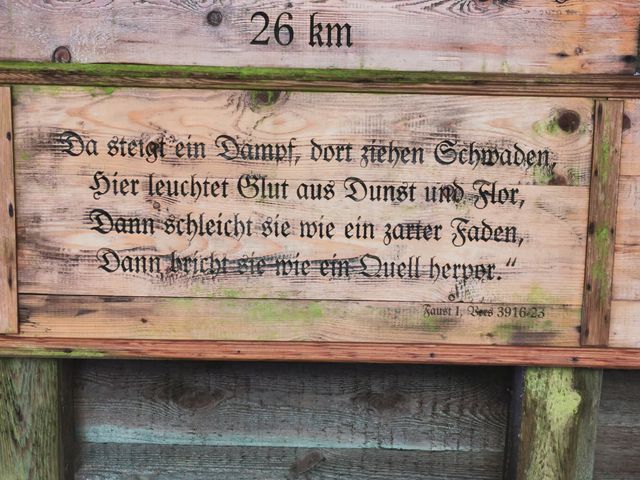 26 km
Da steigt ein Dampf, dort ziehen Schwaden,
Hier leuchtet Glut aus Dunst und Flor,
Dann schleicht sie wie ein zarter Faden,
Dann bricht sie wie ein Quell hervor."
Faust I, Vers 3916-23